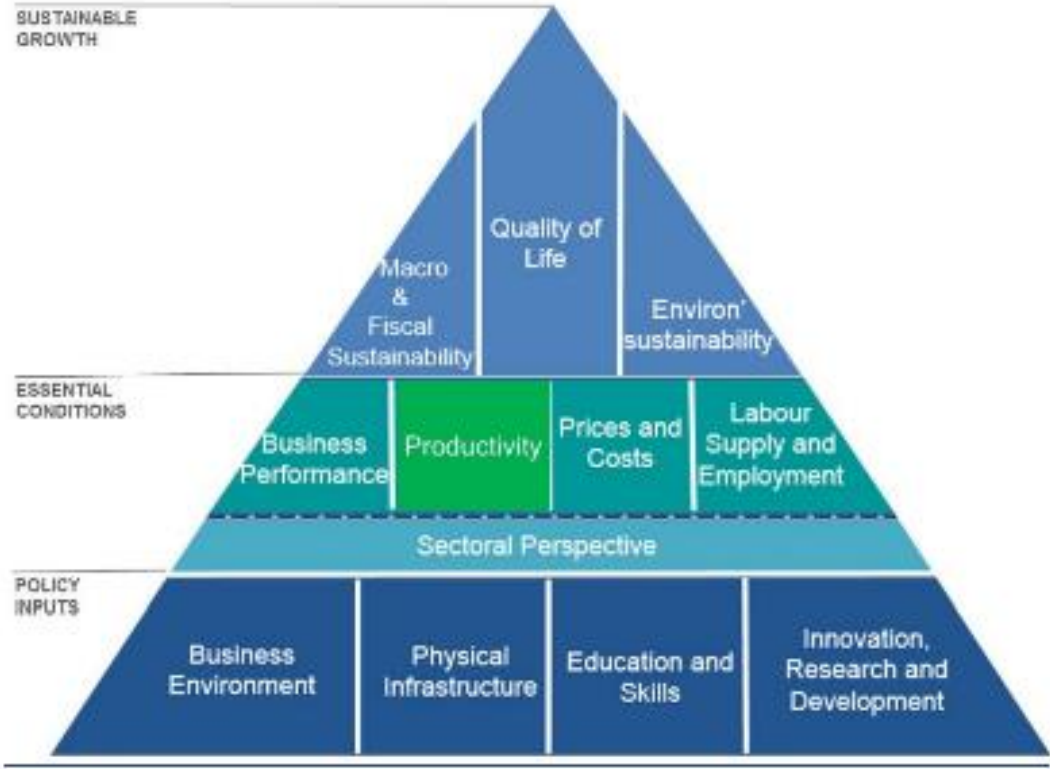 SUSTAINABLE
GROWTH
Quality of
Life
Macro
&
Fiscal
Sustainability
Environ'
sustainability
ESSENTIAL
CONDITIONS
Business
Performance
Productivity
Prices and
Costs
Labour
Supply and
Employment
Sectoral Perspective
POLICY
INPUTS
Business
Environment
Physical
Infrastructure
Education and
Skills
Innovation,
Research and
Development